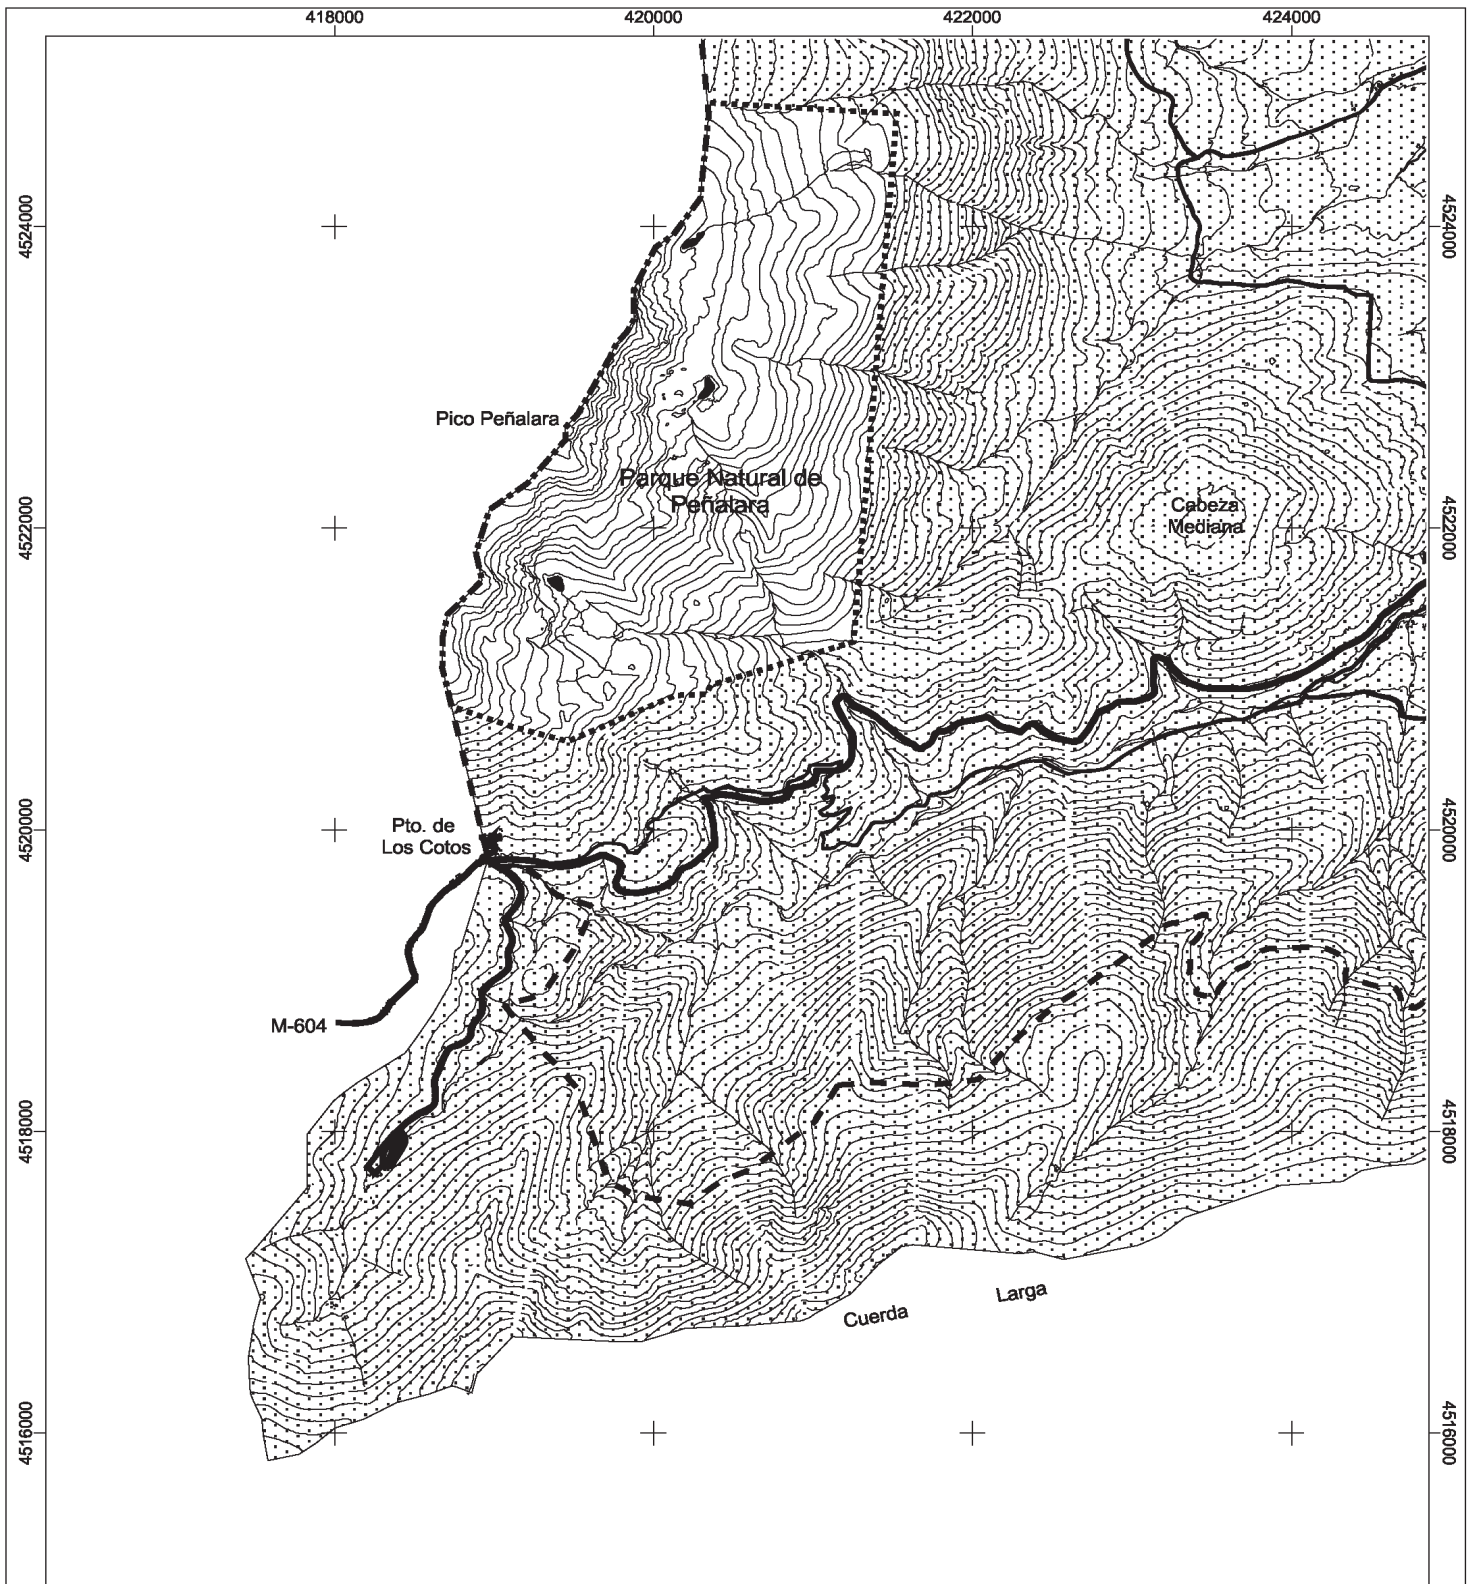 418000 420000 422000 424000
4524000 4524000
Pico Peñalara
Parque Natural de
Peñalara
Cabeza
Mediana
4522000 4522000
Pto. de
Los Cotos
4520000 4520000
M-604
4518000 4518000
Larga
Cuerda
4516000 4516000